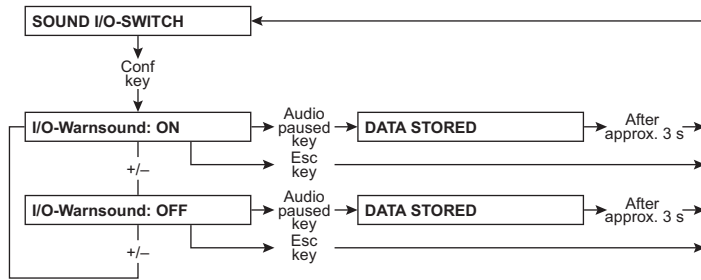 SOUND I/O-SWITCH
Conf
key
I/O-Warnsound: ON
Audio
paused
key
DATA STORED
After
approx. 3 s
Esc
key
+/–
I/O-Warnsound: OFF
Audio
paused
key
DATA STORED
After
approx. 3 s
Esc
key
+/–